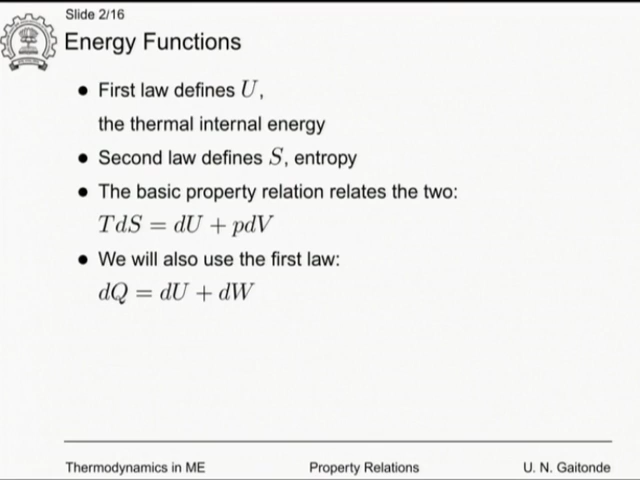 Slide 2/16
Energy Functions
• First law defines U,
the thermal internal energy
• Second law defines S, entropy
• The basic property relation relates the two:
TdS = dU + pdV
• We will also use the first law:
dQ = dU + dW
Thermodynamics in ME Property Relations U. N. Gaitonde